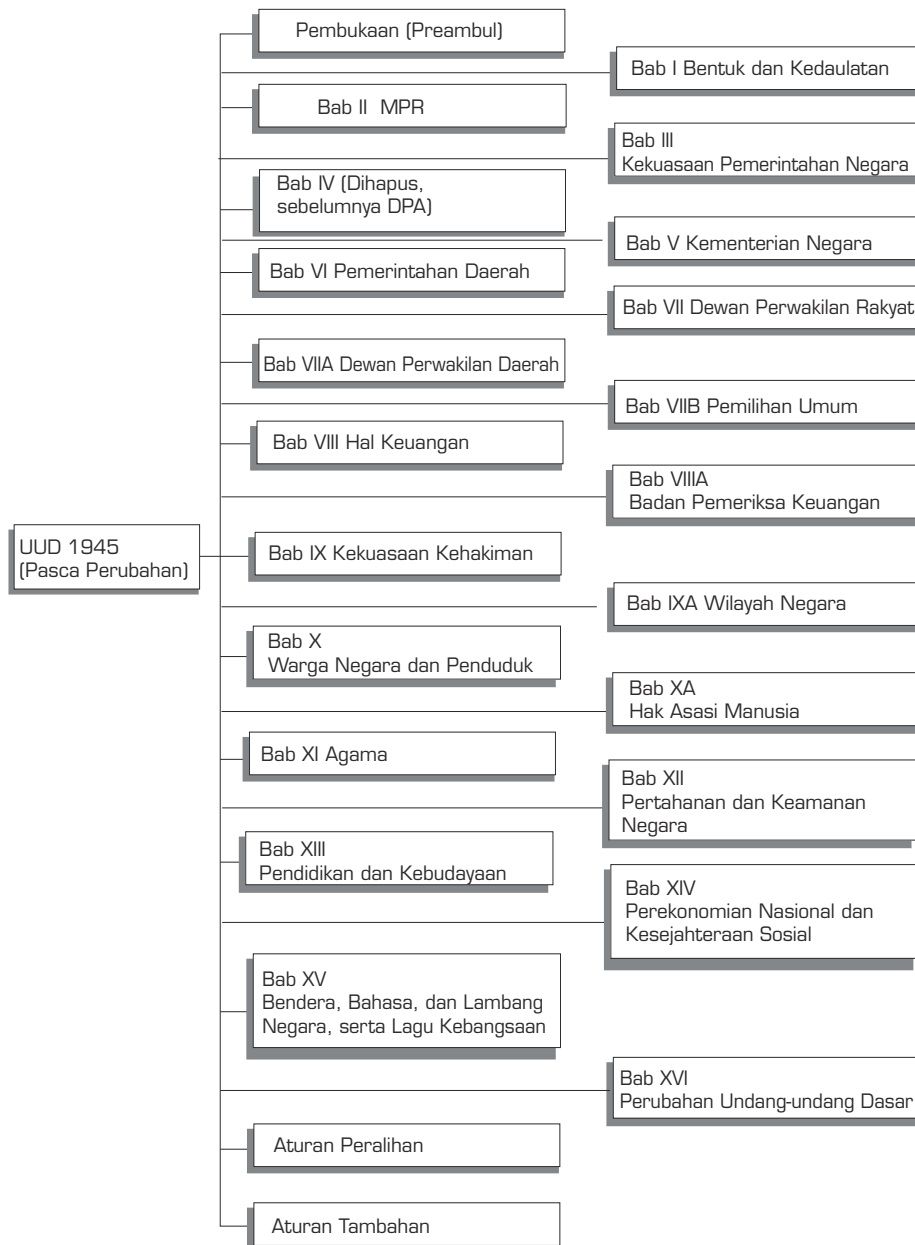 Pembukaan (Preambul)
Bab I Bentuk dan Kedaulatan
Bab II MPR
Bab III
Kekuasaan Pemerintahan Negara
Bab IV (Dihapus,
sebelumnya DPA)
Bab V Kementerian Negara
Bab VI Pemerintahan Daerah
Bab VII Dewan Perwakilan Rakyat
Bab VIIA Dewan Perwakilan Daerah
Bab VIIB Pemilihan Umum
Bab VIII Hal Keuangan
Bab VIIIA
Badan Pemeriksa Keuangan
UUD 1945
(Pasca Perubahan)
Bab IX Kekuasaan Kehakiman
Bab IXA Wilayah Negara
Bab X
Warga Negara dan Penduduk
Bab XA
Hak Asasi Manusia
Bab XI Agama
Bab XII
Pertahanan dan Keamanan
Negara
Bab XIII
Pendidikan dan Kebudayaan
Bab XIV
Perekonomian Nasional dan
Kesejahteraan Sosial
Bab XV
Bendera, Bahasa, dan Lambang
Negara, serta Lagu Kebangsaan
Bab XVI
Perubahan Undang-undang Dasar
Aturan Peralihan
Aturan Tambahan